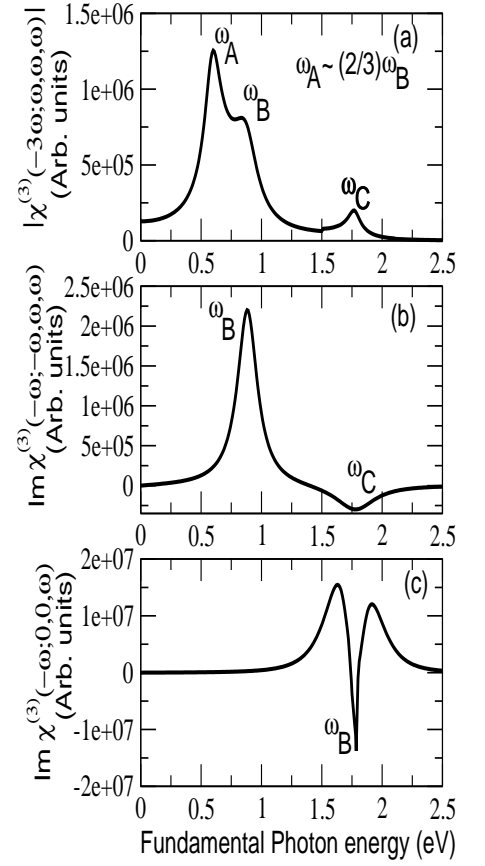 |χ(3)(−3ω;ω,ω,ω)|
(Arb. units)
1.5e+06
1e+06
5e+05
0
ωA
ωB
ωC
(a)
ωA ~ (2/3)ωB
0 0.5 1 1.5 2 2.5
Im χ(3)(−ω;−ω,ω,ω)
(Arb. units)
2.5e+06
2e+06
1.5e+06
1e+06
5e+05
0
ωB
ωC
(b)
0 0.5 1 1.5 2 2.5
Im χ(3)(−ω;0,0,ω)
(Arb. units)
2e+07
1e+07
0
-1e+07
-2e+07
ωB
(c)
0 0.5 1 1.5 2 2.5
Fundamental Photon energy (eV)